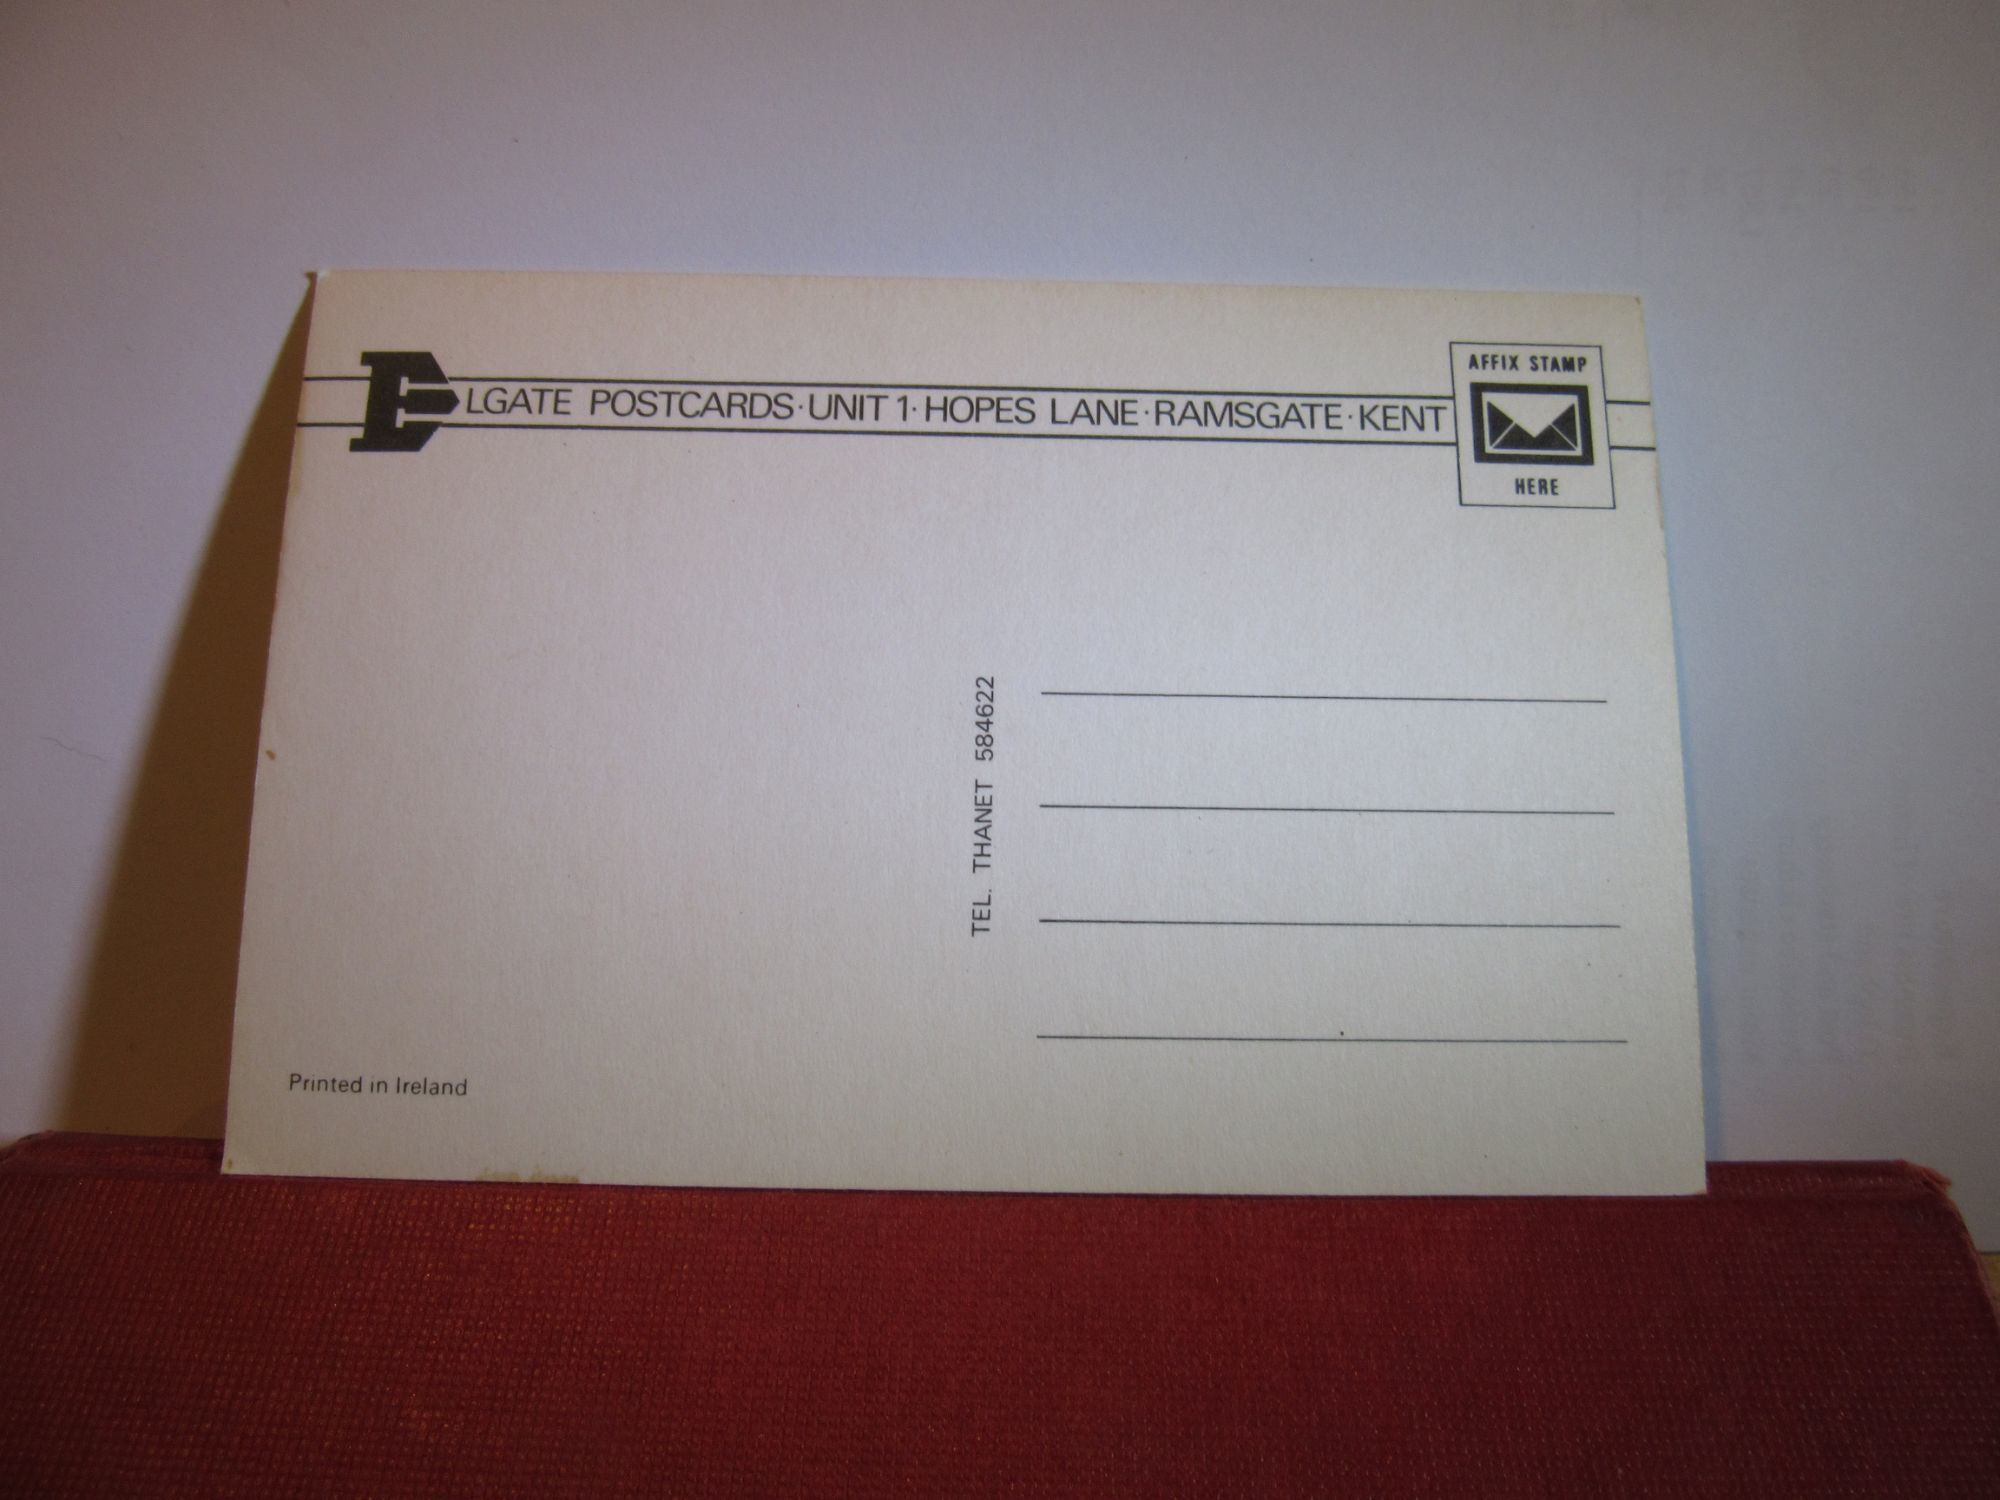 ELGATE POSTCARDS·UNIT 1·HOPES LANE·RAMSGATE·KENT
AFFIX STAMP
HERE
TEL. THANET 584622
Printed in Ireland